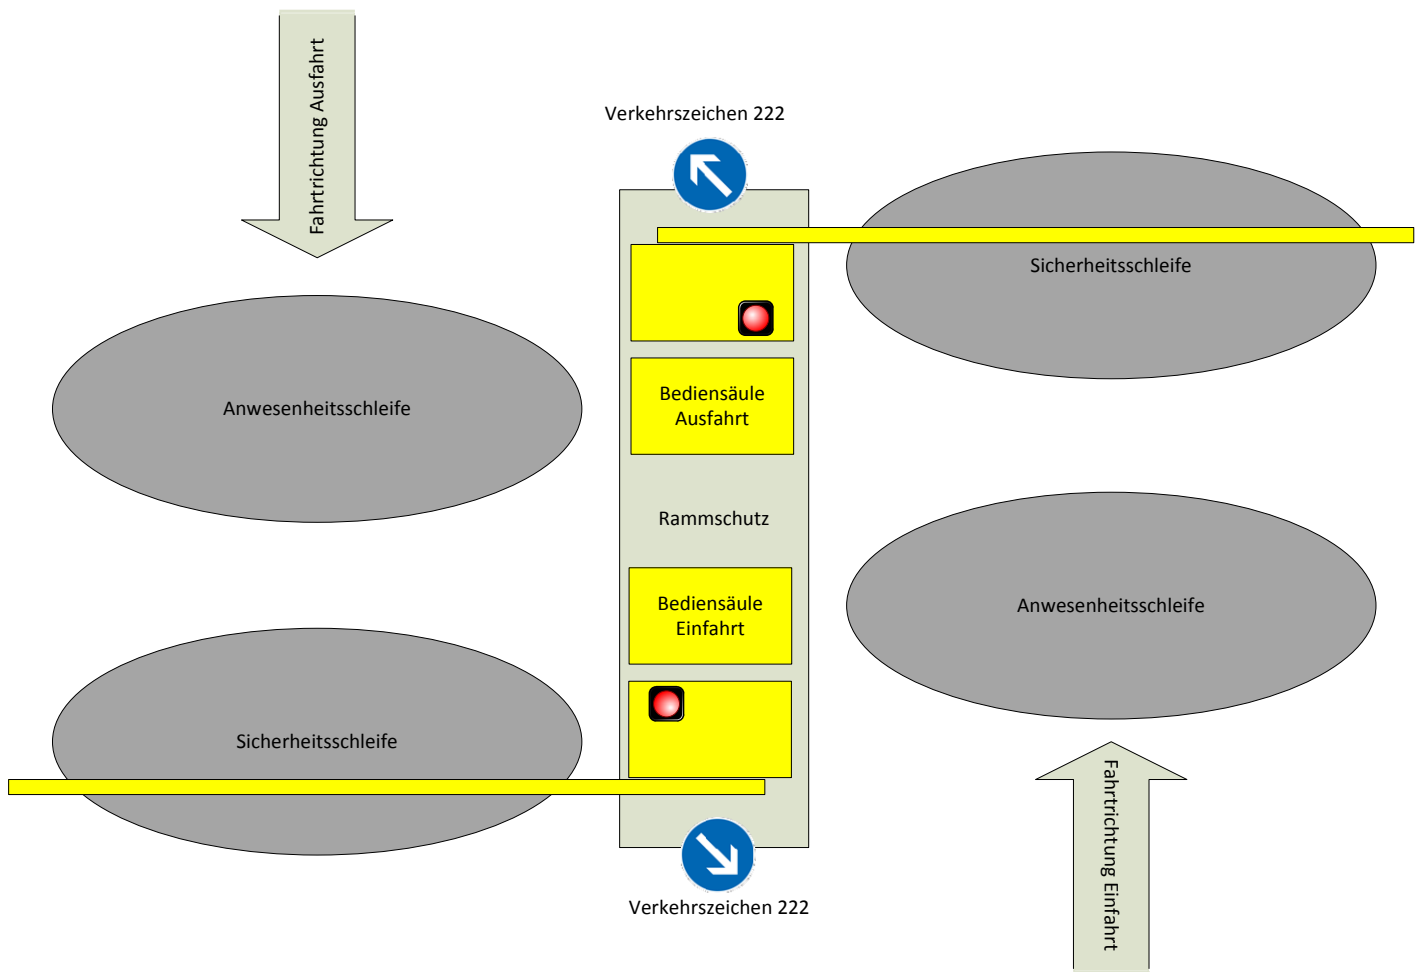 Fahrtrichtung Ausfahrt
Verkehrszeichen 222
Sicherheitsschleife
Anwesenheitsschleife
Bediensäule
Ausfahrt
Rammschutz
Bediensäule
Einfahrt
Anwesenheitsschleife
Sicherheitsschleife
Fahrtrichtung Einfahrt
Verkehrszeichen 222